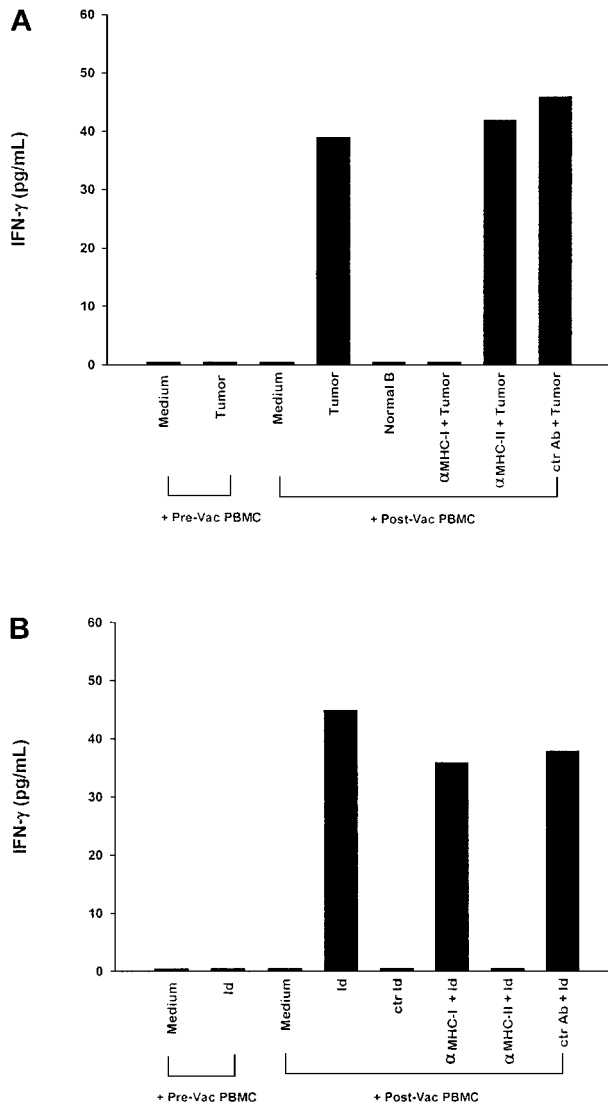 A
IFN-γ (pg/mL)
60
50
40
30
20
10
0
Medium
Tumor
Medium
Tumor
Normal B
αMHC-I + Tumor
αMHC-II + Tumor
ctr Ab + Tumor
+ Pre-Vac PBMC
+ Post-Vac PBMC
B
IFN-γ (pg/mL)
60
50
40
30
20
10
0
Medium
Id
Medium
Id
ctr Id
αMHC-I + Id
αMHC-II + Id
ctr Ab + Id
+ Pre-Vac PBMC
+ Post-Vac PBMC